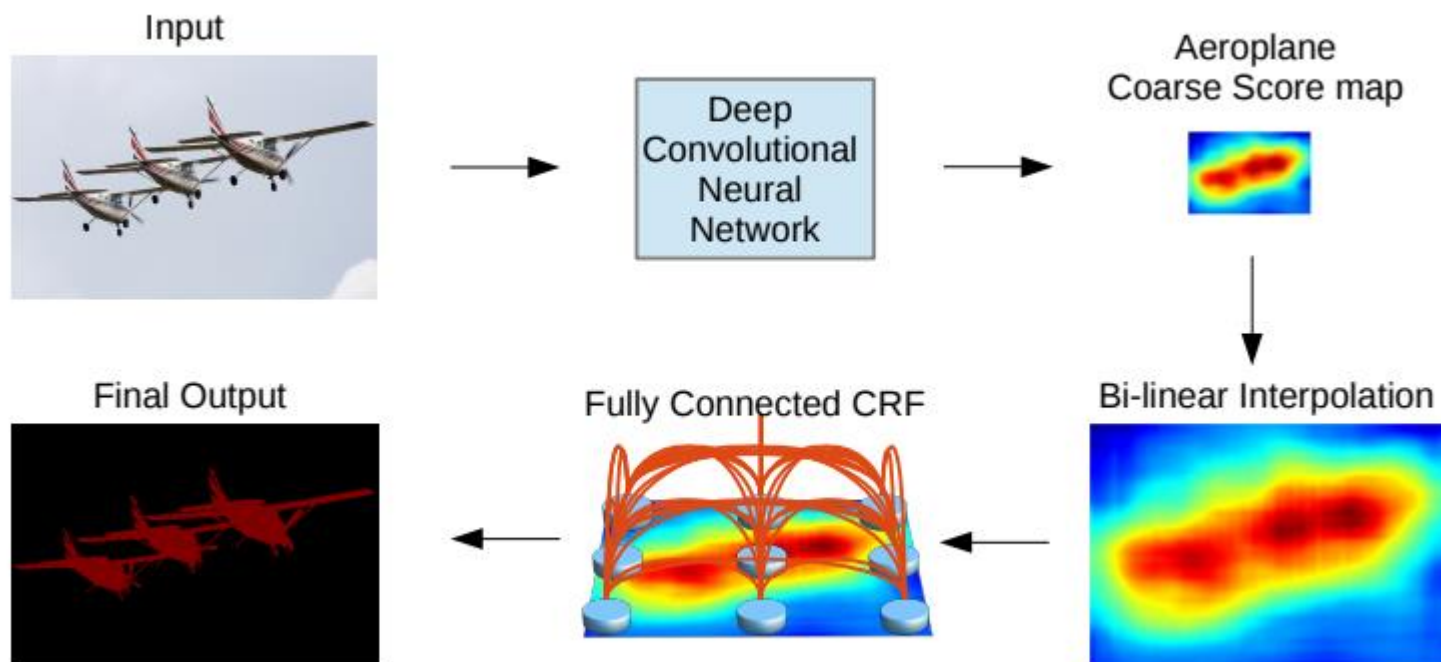 Input
Deep
Convolutional
Neural
Network
Aeroplane
Coarse Score map
Bi-linear Interpolation
Fully Connected CRF
Final Output